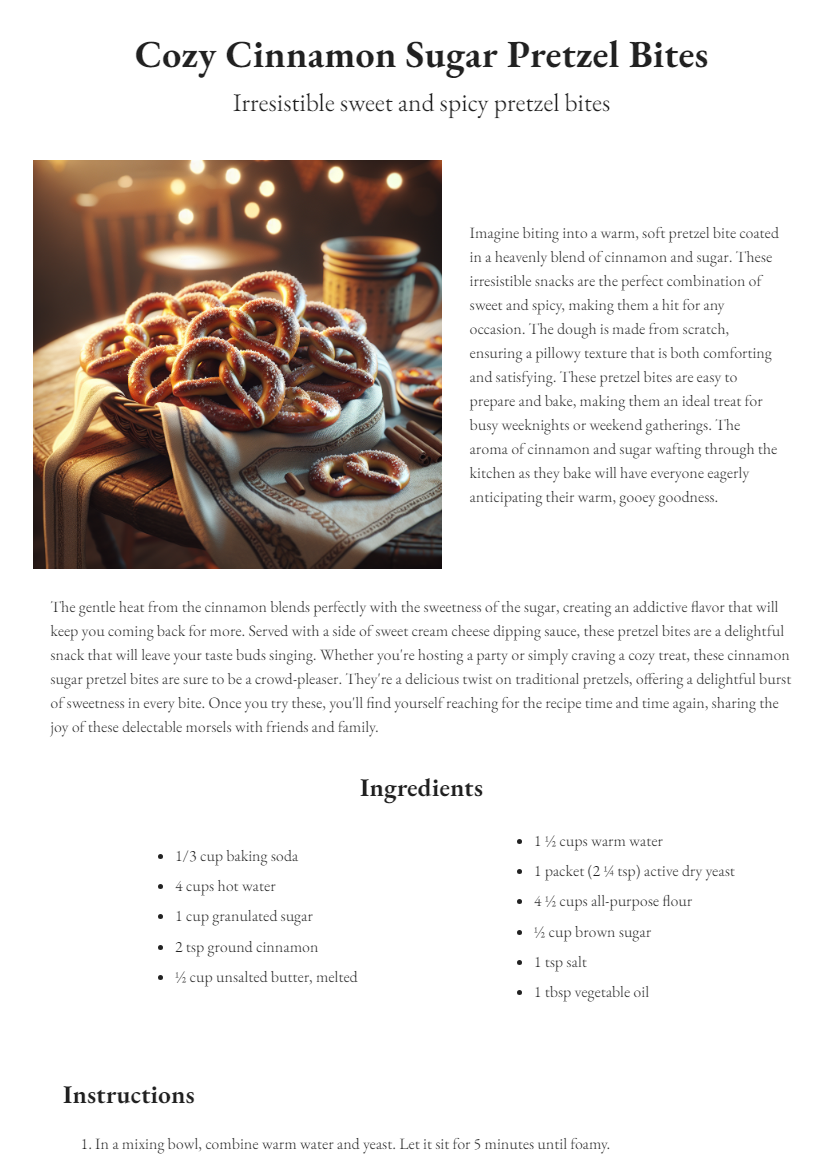 Cozy Cinnamon Sugar Pretzel Bites
Irresistible sweet and spicy pretzel bites
Imagine biting into a warm, soft pretzel bite coated
in a heavenly blend of cinnamon and sugar. These
irresistible snacks are the perfect combination of
sweet and spicy, making them a hit for any
occasion. The dough is made from scratch,
ensuring a pillowy texture that is both comforting
and satisfying. These pretzel bites are easy to
prepare and bake, making them an ideal treat for
busy weeknights or weekend gatherings. The
aroma of cinnamon and sugar wafting through the
kitchen as they bake will have everyone eagerly
anticipating their warm, gooey goodness.
The gentle heat from the cinnamon blends perfectly with the sweetness of the sugar, creating an addictive flavor that will
keep you coming back for more. Served with a side of sweet cream cheese dipping sauce, these pretzel bites are a delightful
snack that will leave your taste buds singing. Whether you're hosting a party or simply craving a cozy treat, these cinnamon
sugar pretzel bites are sure to be a crowd-pleaser. They're a delicious twist on traditional pretzels, offering a delightful burst
of sweetness in every bite. Once you try these, you'll find yourself reaching for the recipe time and time again, sharing the
joy of these delectable morsels with friends and family.
Ingredients
• 1/3 cup baking soda
• 4 cups hot water
• 1 cup granulated sugar
• 2 tsp ground cinnamon
• ½ cup unsalted butter, melted
• 1 ½ cups warm water
• 1 packet (2 ¼ tsp) active dry yeast
• 4 ½ cups all-purpose flour
• ½ cup brown sugar
• 1 tsp salt
• 1 tbsp vegetable oil
Instructions
1. In a mixing bowl, combine warm water and yeast. Let it sit for 5 minutes until foamy.